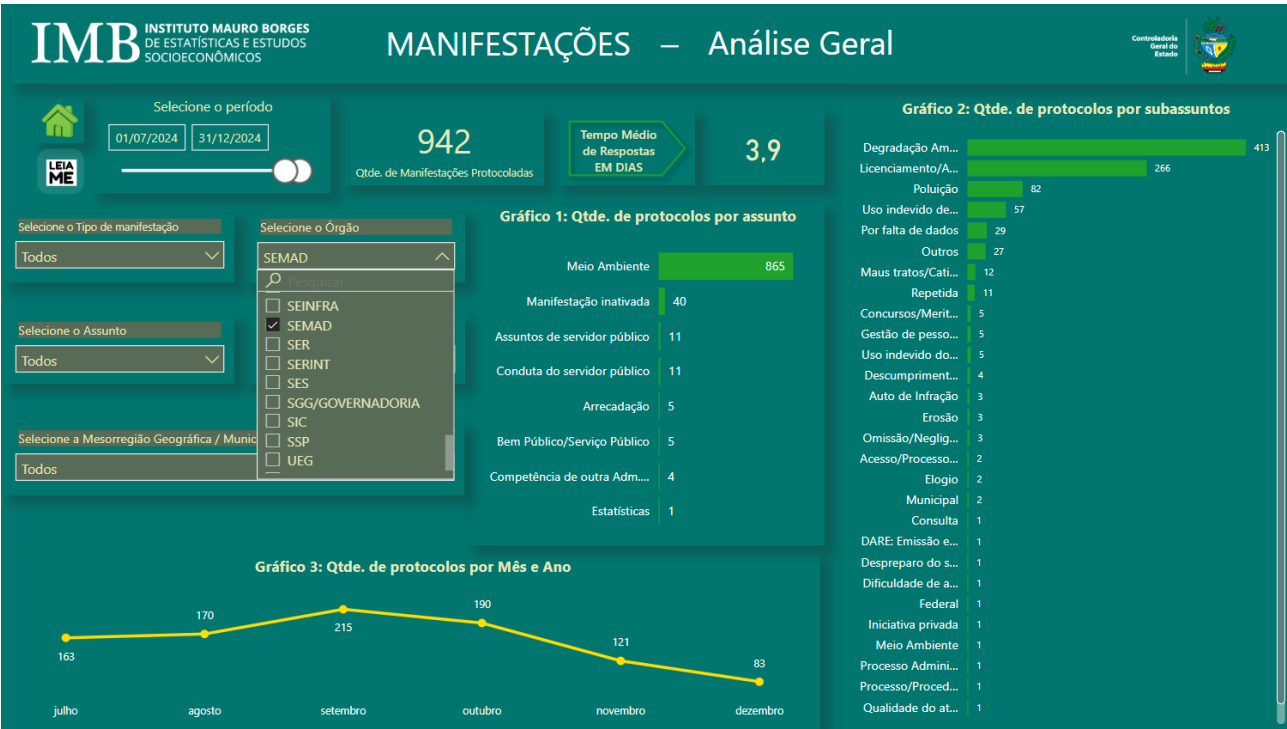 IMB
INSTITUTO MAURO BORGES
DE ESTATÍSTICAS E ESTUDOS
SOCIOECONÔMICOS
MANIFESTAÇÕES – Análise Geral
Controladoria
Geral do
Estado
LEIA
ME
Selecione o período
01/07/2024 31/12/2024
942
Qtde. de Manifestações Protocoladas
Tempo Médio
de Respostas
EM DIAS
3,9
Selecione o Tipo de manifestação
Todos
Selecione o Órgão
SEMAD
Pesquisar
SEINFRA
SEMAD
SER
SERINT
SES
SGG/GOVERNADORIA
SIC
SSP
UEG
Selecione o Assunto
Todos
Selecione a Mesorregião Geográfica / Munic
Todos
Gráfico 1: Qtde. de protocolos por assunto
Meio Ambiente 865
Manifestação inativada 40
Assuntos de servidor público 11
Conduta do servidor público 11
Arrecadação 5
Bem Público/Serviço Público 5
Competência de outra Adm.... 4
Estatísticas 1
Gráfico 2: Qtde. de protocolos por subassuntos
Degradação Am... 413
Licenciamento/A... 266
Poluição 82
Uso indevido de... 57
Por falta de dados 29
Outros 27
Maus tratos/Cati... 12
Repetida 11
Concursos/Merit... 5
Gestão de pesso... 5
Uso indevido do... 5
Descumpriment... 4
Auto de Infração 3
Erosão 3
Omissão/Neglig... 3
Acesso/Processo... 2
Elogio 2
Municipal 2
Consulta 1
DARE: Emissão e... 1
Despreparo do s... 1
Dificuldade de a... 1
Federal 1
Iniciativa privada 1
Meio Ambiente 1
Processo Admini... 1
Processo/Proced... 1
Qualidade do at... 1
Gráfico 3: Qtde. de protocolos por Mês e Ano
163
170
215
190
121
83
julho agosto setembro outubro novembro dezembro